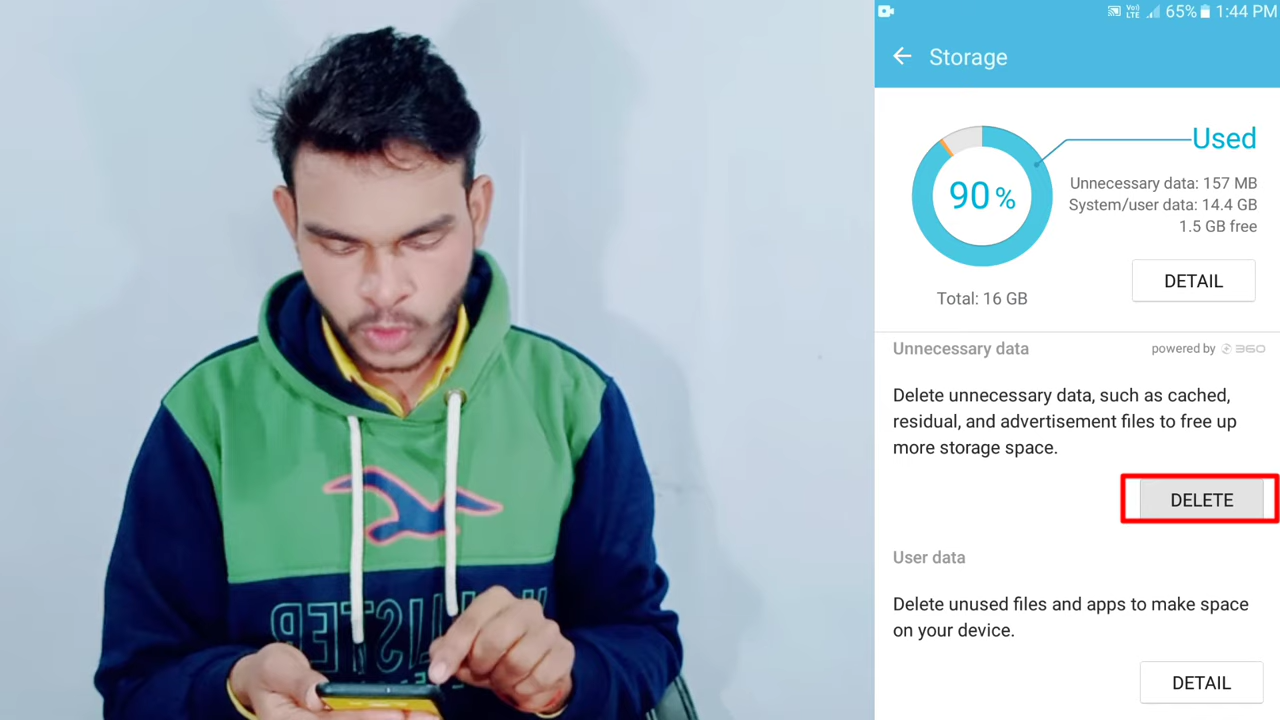 Vo))
LTE
65%
1:44 PM
Storage
Used
90 %
Unnecessary data: 157 MB
System/user data: 14.4 GB
1.5 GB free
DETAIL
Total: 16 GB
Unnecessary data
powered by 360
Delete unnecessary data, such as cached,
residual, and advertisement files to free up
more storage space.
DELETE
User data
Delete unused files and apps to make space
on your device.
DETAIL